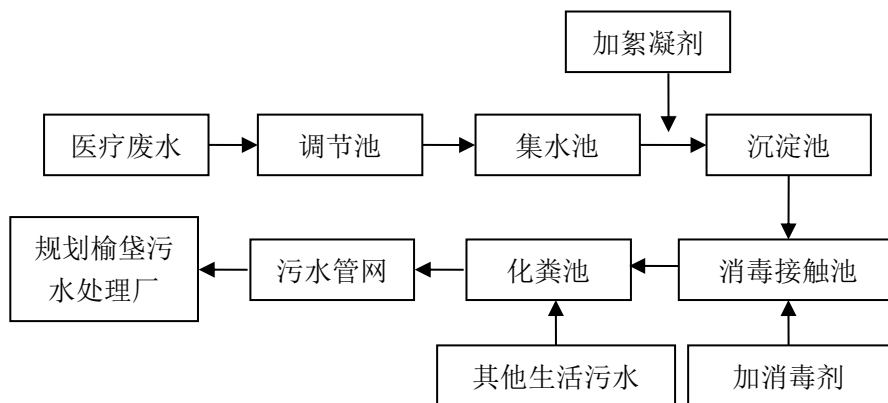 加絮凝剂
医疗废水
调节池
集水池
沉淀池
规划榆垡污
水处理厂
污水管网
化粪池
消毒接触池
其他生活污水
加消毒剂